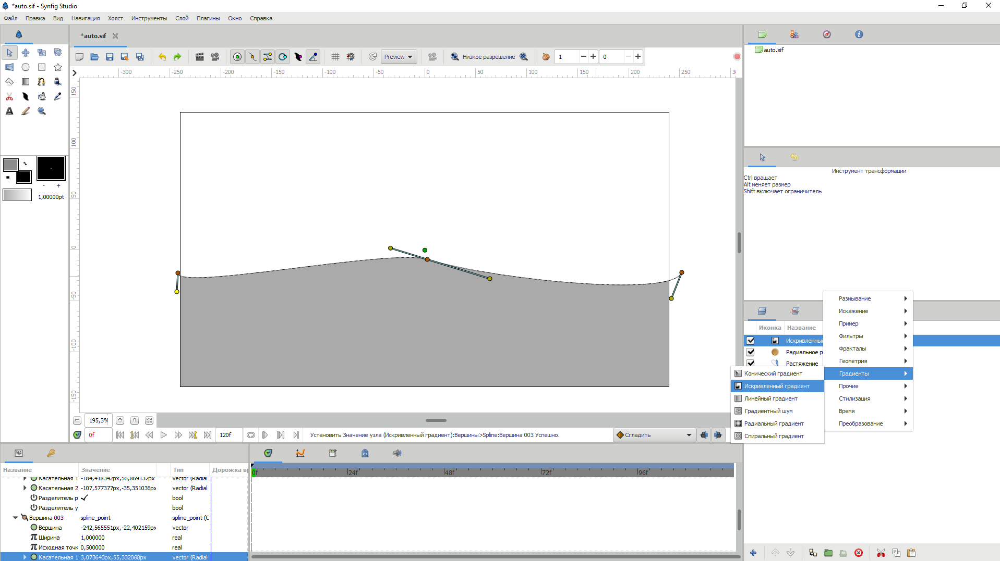 *auto.sif - Synfig Studio
Файл Правка Вид Навигация Холст Инструменты Слой Плагины Окно Справка
*auto.sif
Preview
Низкое разрешение
1
0
-300 -250 -200 -150 -100 -50 0 50 100 150 200 250
150
100
50
0
-50
-100
-150
- +
1,00000pt
auto.sif
Инструмент трансформации
Ctrl вращает
Alt меняет размер
Shift включает ограничитель
Размывание
Искажение
Пример
Фильтры
Фракталы
Геометрия
Градиенты
Прочие
Стилизация
Время
Преобразование
Иконка Название
Искривленны
Радиальное р
Растяжение
Конический градиент
Искривленный градиент
Линейный градиент
Градиентный шум
Радиальный градиент
Спиральный градиент
195,3%
0f
120f
Установить Значение узла (Искривленный градиент):Вершины>Spline:Вершина 003 Успешно.
Сгладить
Название Значение Тип Дорожка вр
Касательная 1 -184,418342px,56,869132px vector (Radial
Касательная 2 -107,577377px,-35,351036px vector (Radial
Разделитель р bool
Разделитель у bool
Вершина 003 spline_point spline_point (C
Вершина -242,565551px,-22,402159px vector
Ширина 1,000000 real
Исходная точк 0,500000 real
Касательная 1 3,073643px,55,332068px vector (Radial
0f 24f 48f 72f 96f